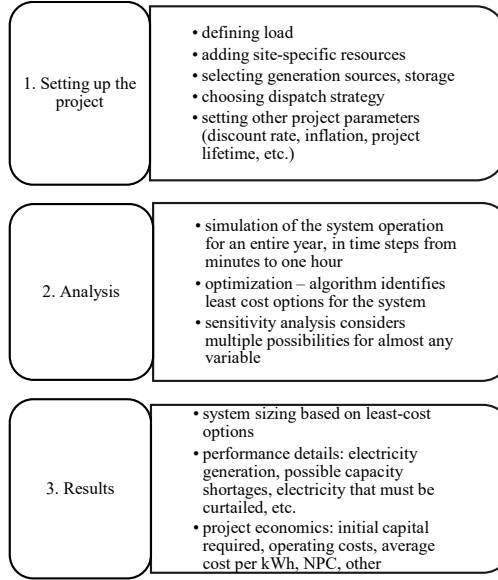 1. Setting up the
project
• defining load
• adding site-specific resources
• selecting generation sources, storage
• choosing dispatch strategy
• setting other project parameters
(discount rate, inflation, project
lifetime, etc.)
2. Analysis
• simulation of the system operation
for an entire year, in time steps from
minutes to one hour
• optimization – algorithm identifies
least cost options for the system
• sensitivity analysis considers
multiple possibilities for almost any
variable
3. Results
• system sizing based on least-cost
options
• performance details: electricity
generation, possible capacity
shortages, electricity that must be
curtailed, etc.
• project economics: initial capital
required, operating costs, average
cost per kWh, NPC, other